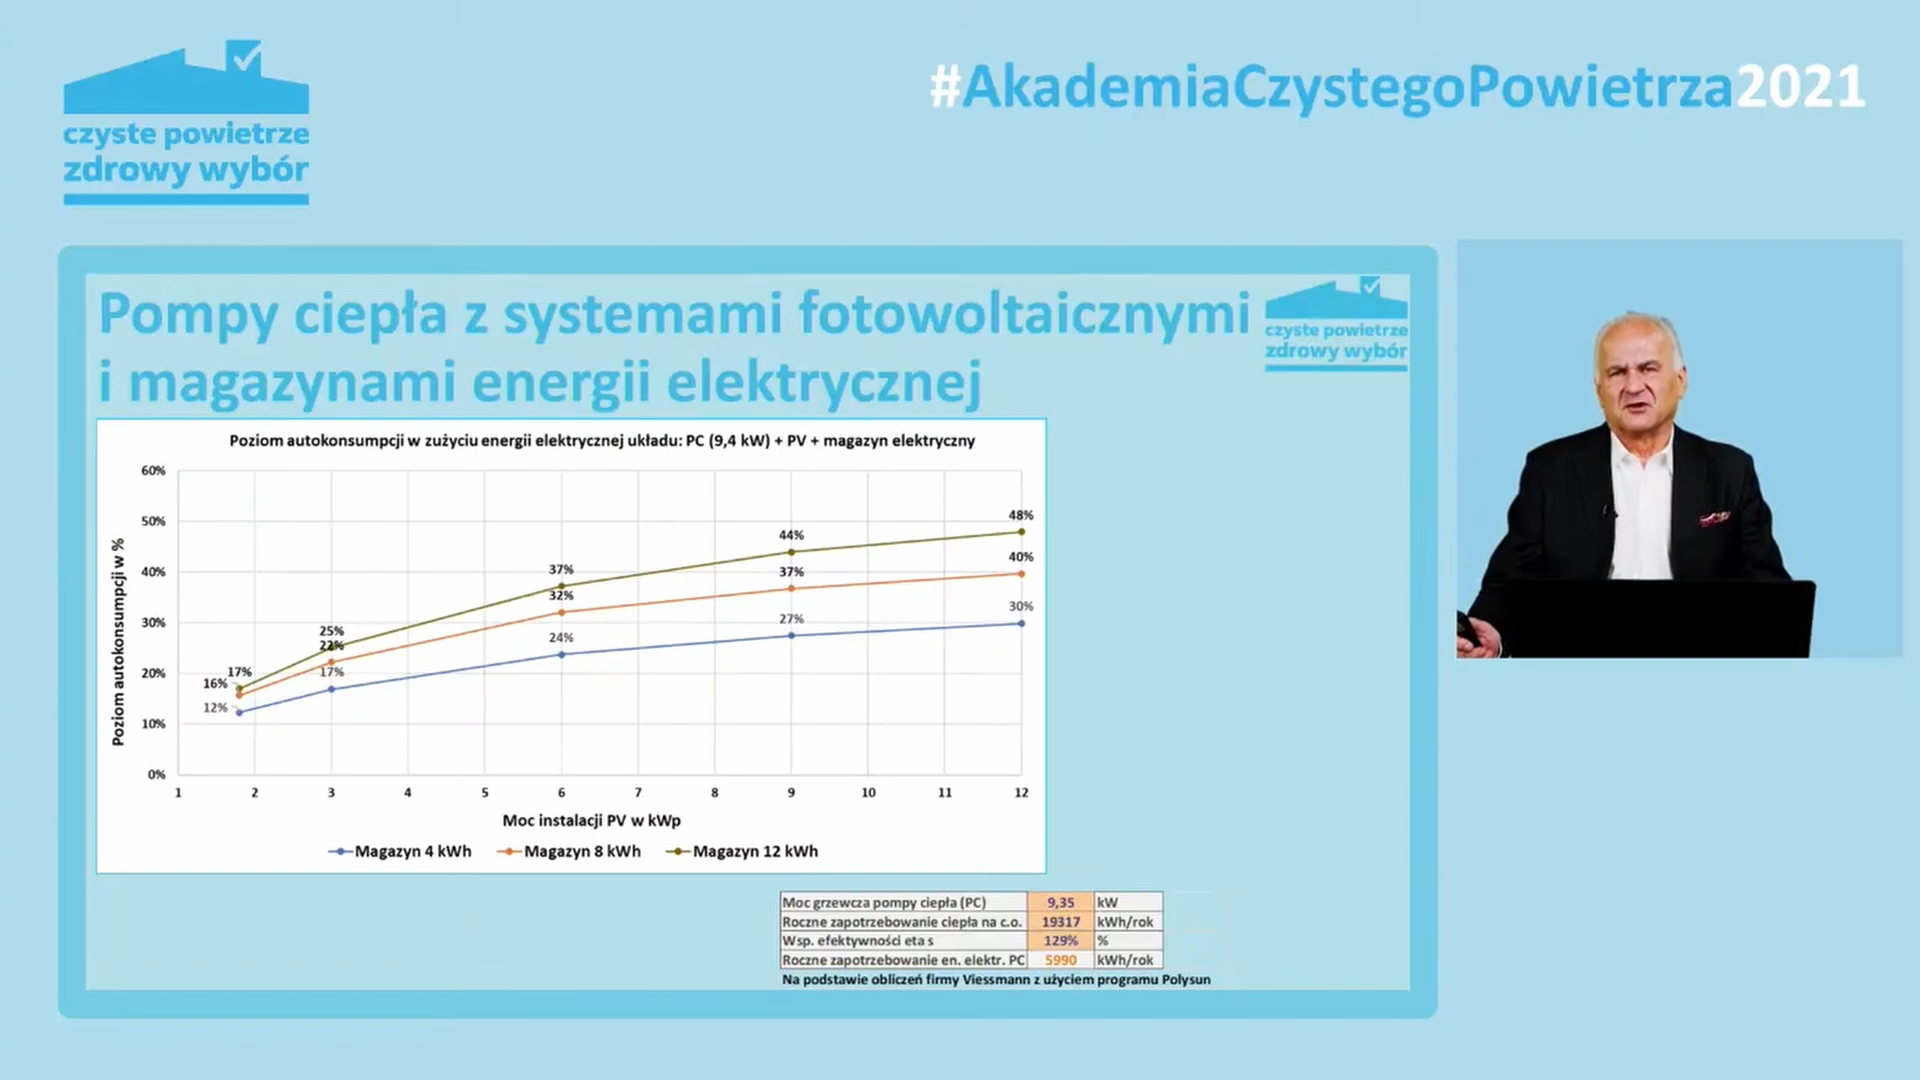 czyste powietrze
zdrowy wybór
#AkademiaCzystegoPowietrza2021
Pompy ciepła z systemami fotowoltaicznymi
i magazynami energii elektrycznej
czyste powietrze
zdrowy wybór
Poziom autokonsumpcji w zużyciu energii elektrycznej układu: PC (9,4 kW) + PV + magazyn elektryczny
Poziom autokonsumpcji w %
60%
50%
40%
30%
20%
10%
0%
48%
44%
40%
37%
37%
32%
30%
27%
25%
24%
22%
17%
17%
16%
12%
1 2 3 4 5 6 7 8 9 10 11 12
Moc instalacji PV w kWp
Magazyn 4 kWh Magazyn 8 kWh Magazyn 12 kWh
Moc grzewcza pompy ciepła (PC) 9,35 kW
Roczne zapotrzebowanie ciepła na c.o. 19317 kWh/rok
Wsp. efektywności eta s 129% %
Roczne zapotrzebowanie en. elektr. PC 5990 kWh/rok
Na podstawie obliczeń firmy Viessmann z użyciem programu Polysun